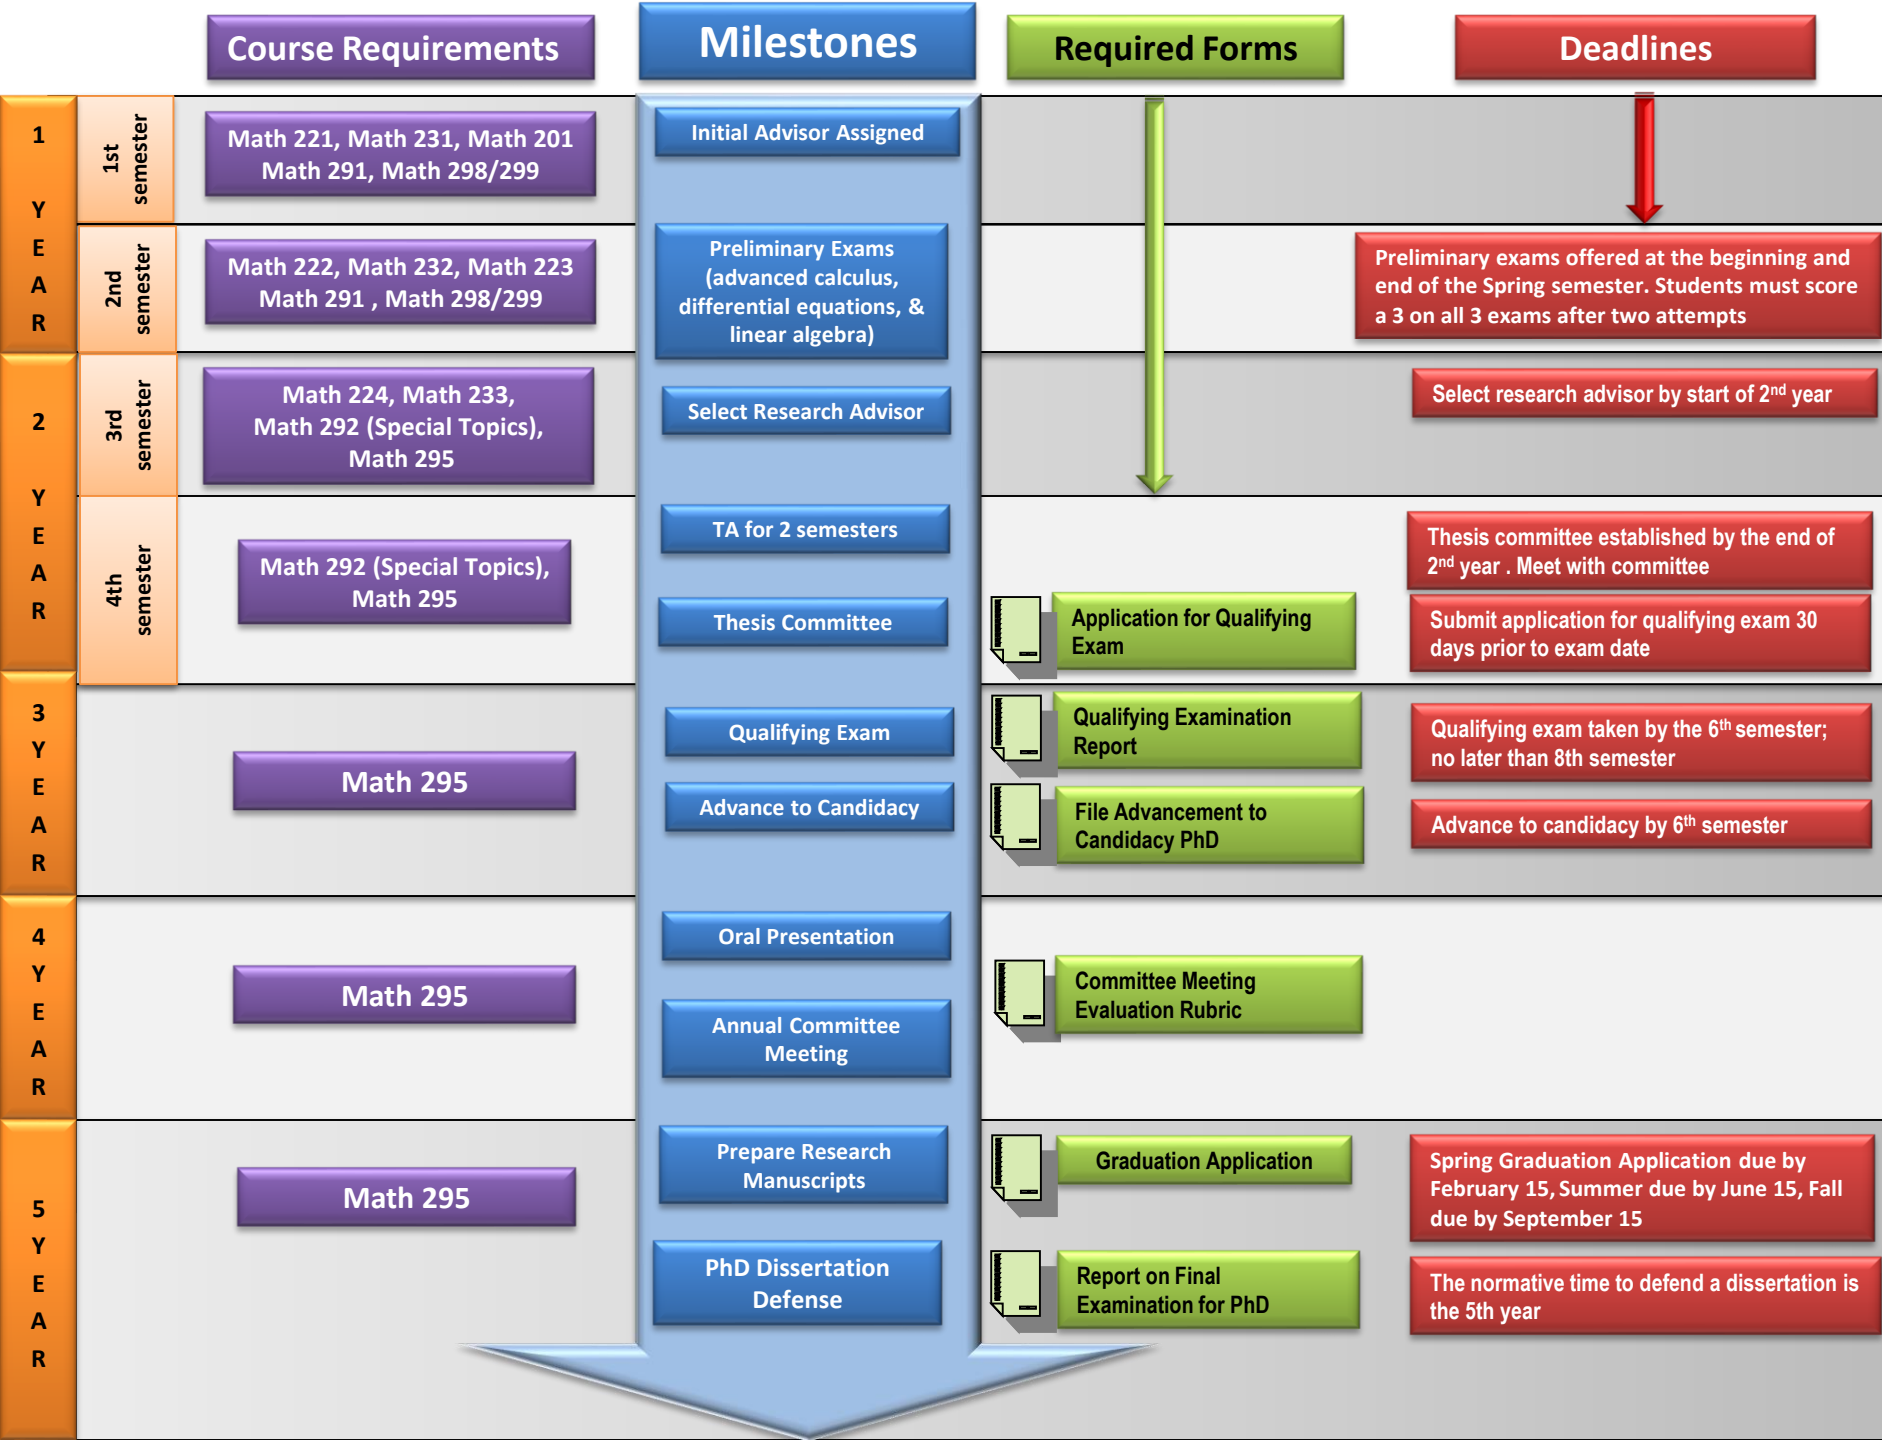 Course Requirements
Milestones
Required Forms
Deadlines
1
Y
E
A
R
1st
semester
Math 221, Math 231, Math 201
Math 291, Math 298/299
Initial Advisor Assigned
2nd
semester
Math 222, Math 232, Math 223
Math 291 , Math 298/299
Preliminary Exams
(advanced calculus,
differential equations, &
linear algebra)
Preliminary exams offered at the beginning and
end of the Spring semester. Students must score
a 3 on all 3 exams after two attempts
2
Y
E
A
R
3rd
semester
Math 224, Math 233,
Math 292 (Special Topics),
Math 295
Select Research Advisor
Select research advisor by start of 2nd year
4th
semester
Math 292 (Special Topics),
Math 295
TA for 2 semesters
Thesis Committee
Application for Qualifying
Exam
Thesis committee established by the end of
2nd year . Meet with committee
Submit application for qualifying exam 30
days prior to exam date
3
Y
E
A
R
Math 295
Qualifying Exam
Advance to Candidacy
Qualifying Examination
Report
File Advancement to
Candidacy PhD
Qualifying exam taken by the 6th semester;
no later than 8th semester
Advance to candidacy by 6th semester
4
Y
E
A
R
Math 295
Oral Presentation
Annual Committee
Meeting
Committee Meeting
Evaluation Rubric
5
Y
E
A
R
Math 295
Prepare Research
Manuscripts
PhD Dissertation
Defense
Graduation Application
Report on Final
Examination for PhD
Spring Graduation Application due by
February 15, Summer due by June 15, Fall
due by September 15
The normative time to defend a dissertation is
the 5th year